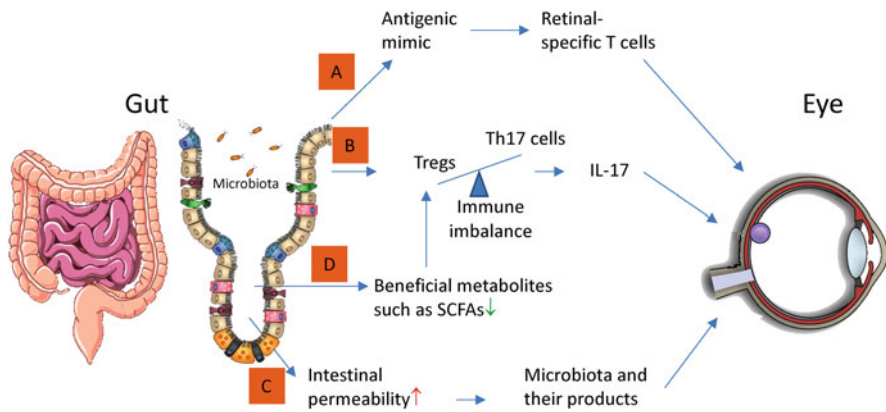 Antigenic
mimic
Retinal-
specific T cells
A
Gut
Eye
B
Th17 cells
Tregs
IL-17
Microbiota
Immune
imbalance
D
Beneficial metabolites
such as SCFAs↓
C
Intestinal
permeability↑
Microbiota and
their products